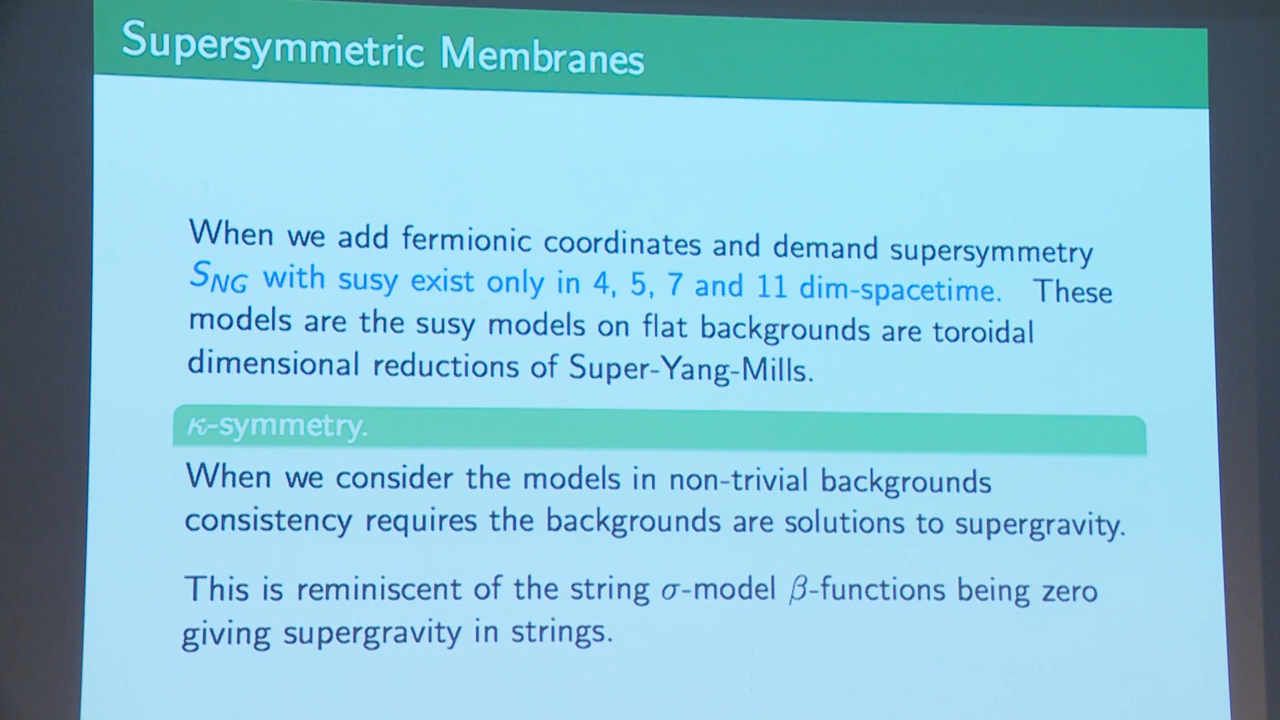 Supersymmetric Membranes
When we add fermionic coordinates and demand supersymmetry
S_NG with susy exist only in 4, 5, 7 and 11 dim-spacetime. These
models are the susy models on flat backgrounds are toroidal
dimensional reductions of Super-Yang-Mills.
κ-symmetry.
When we consider the models in non-trivial backgrounds
consistency requires the backgrounds are solutions to supergravity.
This is reminiscent of the string σ-model β-functions being zero
giving supergravity in strings.